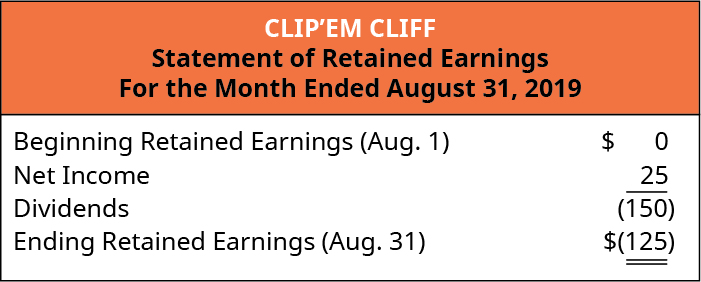 CLIP’EM CLIFF
Statement of Retained Earnings
For the Month Ended August 31, 2019
Beginning Retained Earnings (Aug. 1) $ 0
Net Income 25
Dividends (150)
Ending Retained Earnings (Aug. 31) $(125)